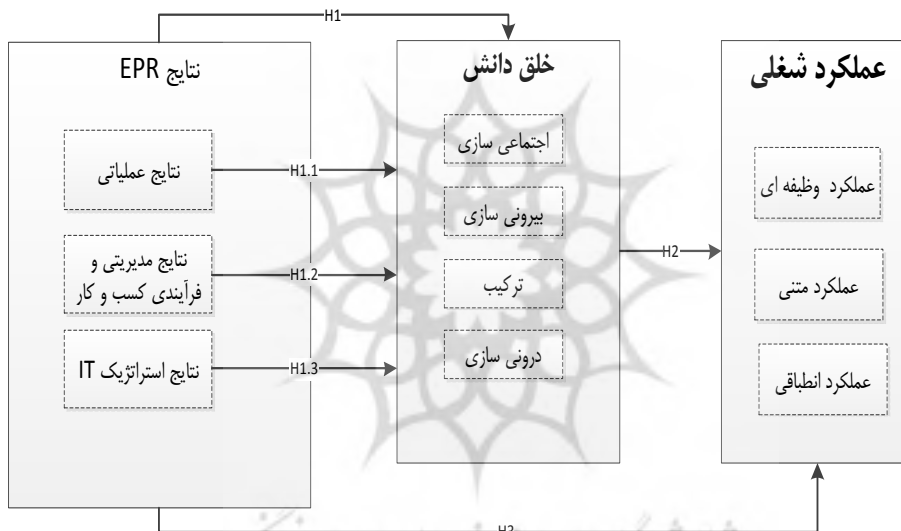 H1
نتایج EPR
نتایج عملیاتی
نتایج مدیریتی و
فرآیندی کسب و کار
نتایج استراتژیک IT
H1.1
H1.2
H1.3
خلق دانش
اجتماعی سازی
بیرونی سازی
ترکیب
درونی سازی
H2
عملکرد شغلی
عملکرد وظیفه ای
عملکرد متنی
عملکرد انطباقی